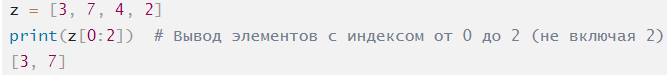 z = [3, 7, 4, 2]
print(z[0:2])  # Вывод элементов с индексом от 0 до 2 (не включая 2)
[3, 7]